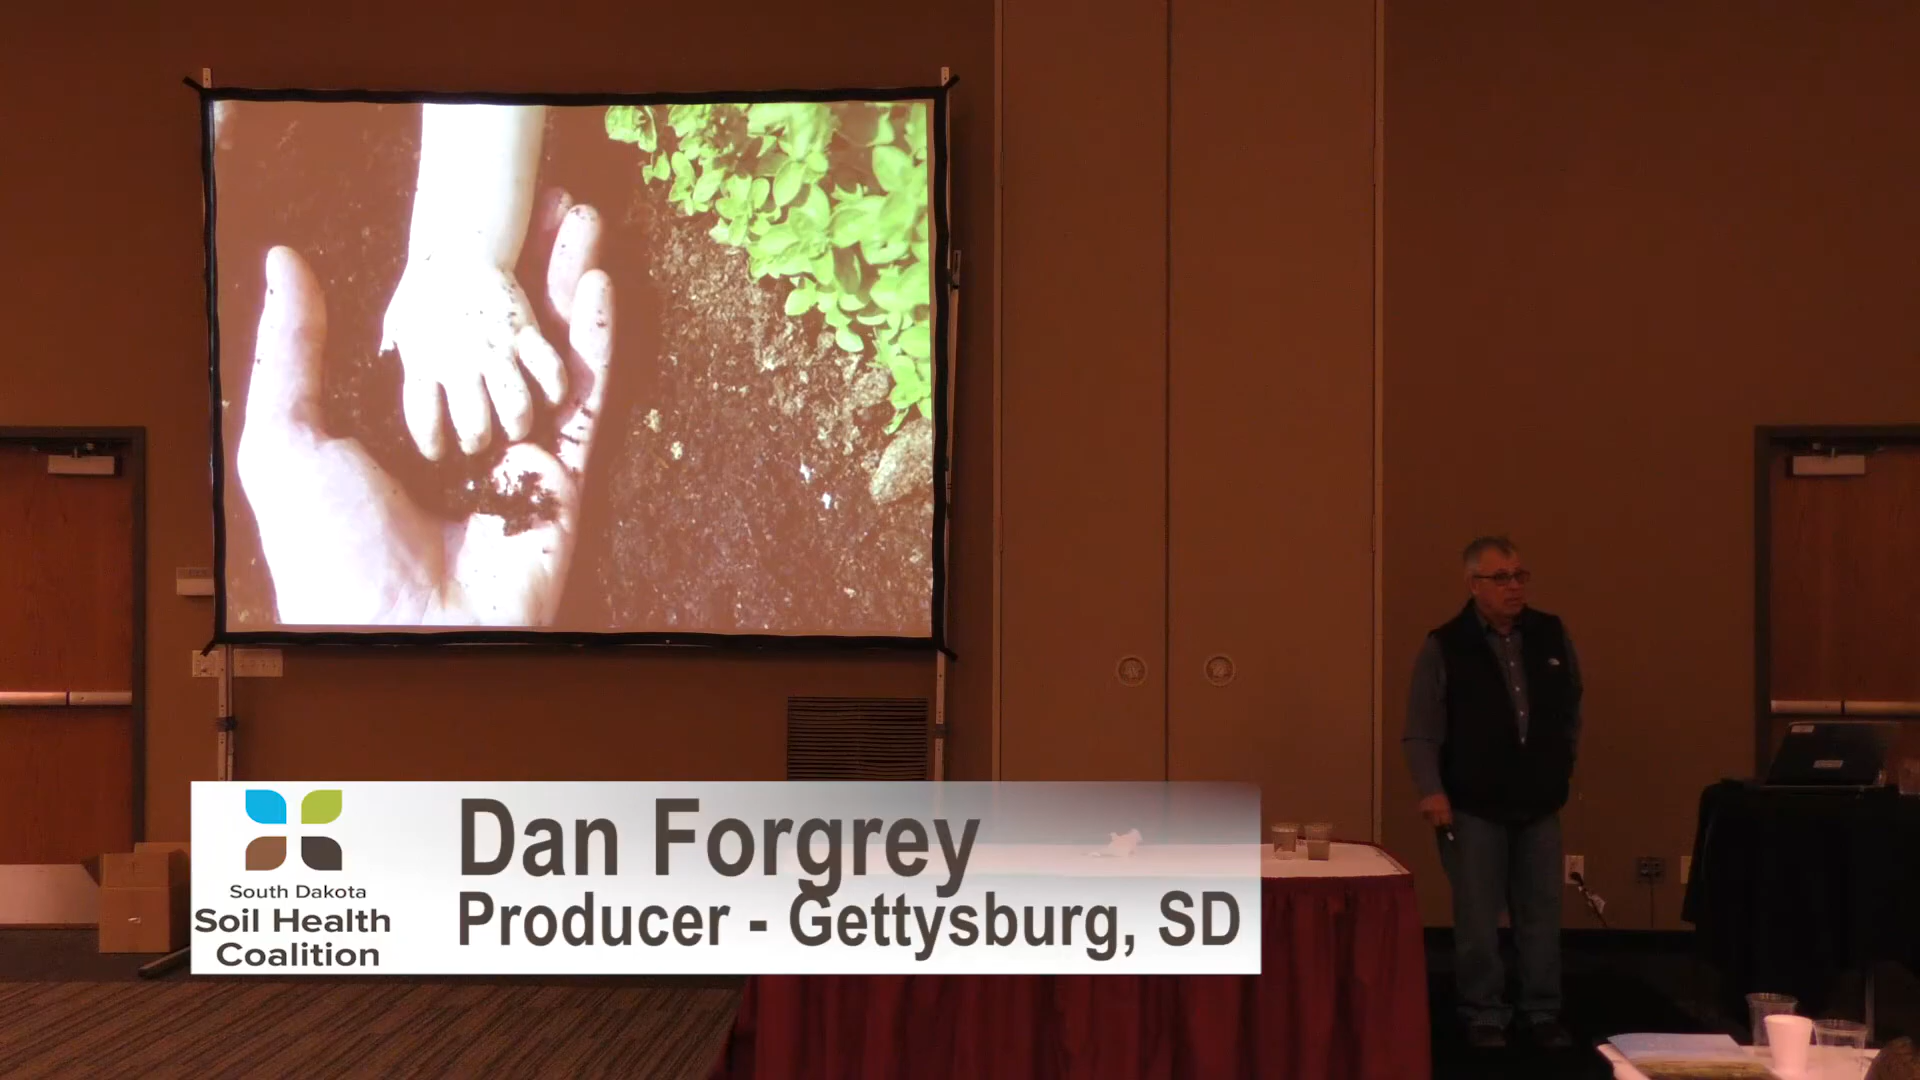 Dan Forgrey
Producer - Gettysburg, SD
South Dakota
Soil Health
Coalition